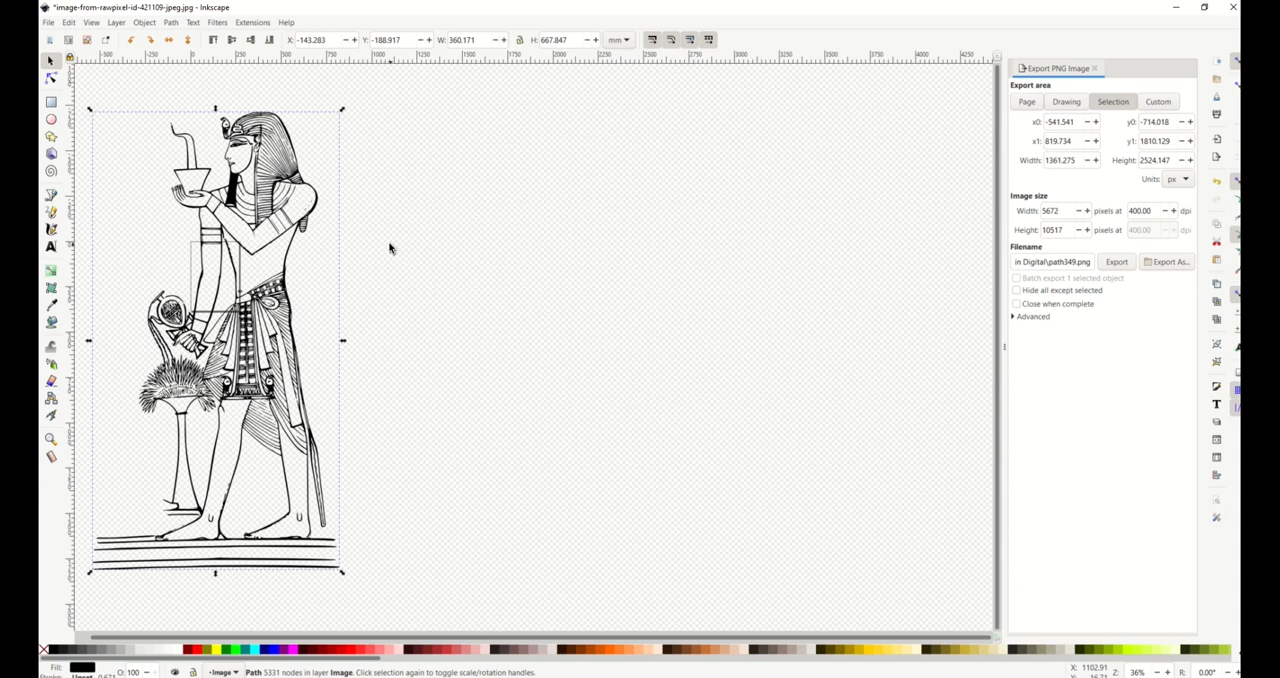 *image-from-rawpixel-id-421109-jpeg.jpg - Inkscape
File Edit View Layer Object Path Text Filters Extensions Help
X: -143.283 − + Y: -188.917 − + W: 360.171 − + H: 667.847 − + mm
Export PNG Image
Export area
Page Drawing Selection Custom
x0: -541.541 − + y0: -714.018 − +
x1: 819.734 − + y1: 1810.129 − +
Width: 1361.275 − + Height: 2524.147 − +
Units: px
Image size
Width: 5672 − + pixels at 400.00 − + dpi
Height: 10517 − + pixels at 400.00 − + dpi
Filename
in Digital\path349.png Export Export As...
Batch export 1 selected object
Hide all except selected
Close when complete
Advanced
Fill: O: 100 − + Image Path 5331 nodes in layer Image. Click selection again to toggle scale/rotation handles. X: 1102.91 Z: 36% − + R: 0.00° − +